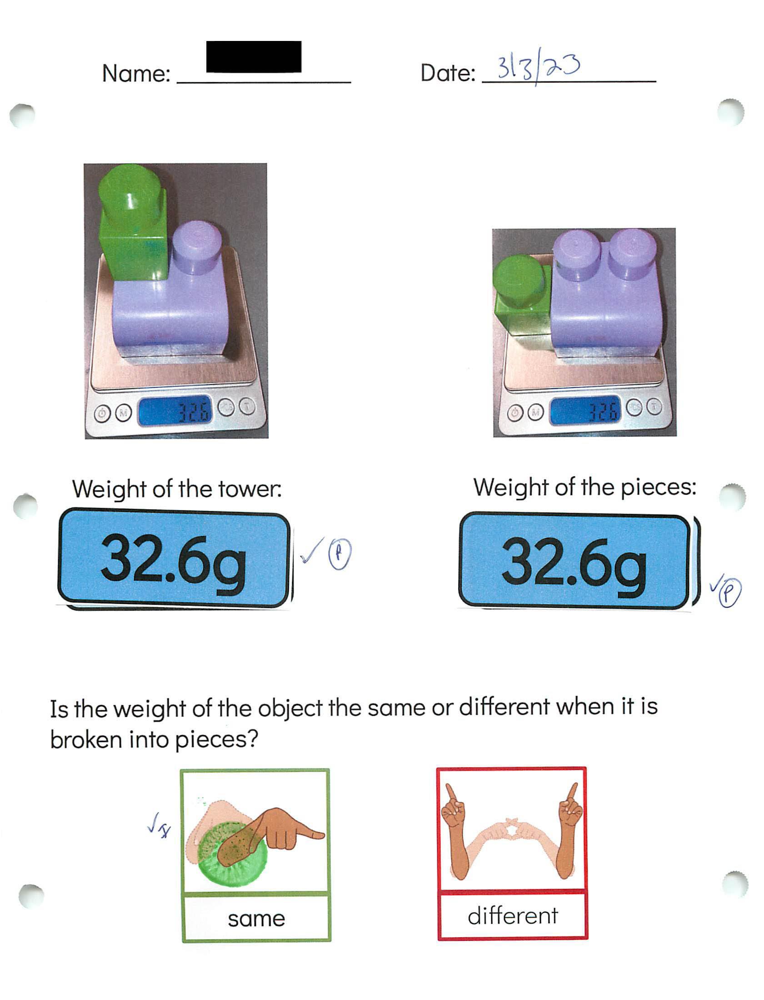 Name: Date: 3/3/23
32.6 PCS T M
32.6 PCS T M
Weight of the tower: Weight of the pieces:
32.6g ✓ P 32.6g ✓ P
Is the weight of the object the same or different when it is
broken into pieces?
✓
same different